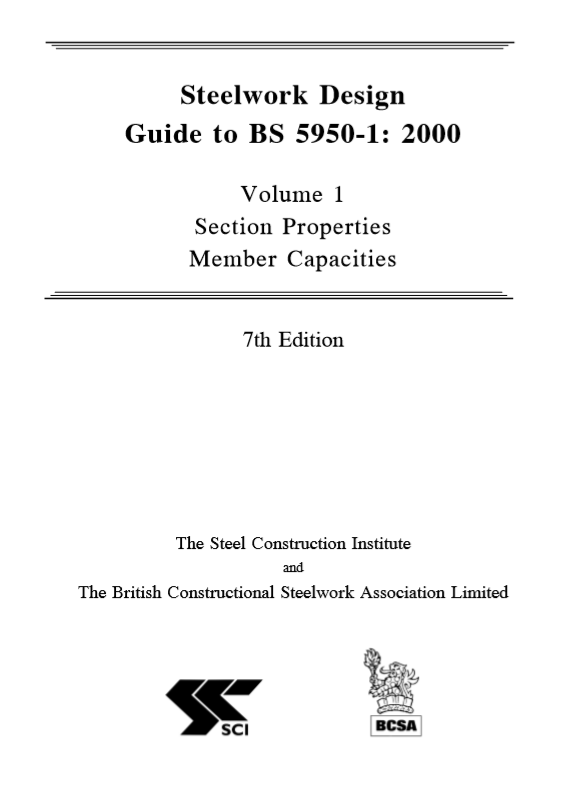 Steelwork Design
Guide to BS 5950-1: 2000
Volume 1
Section Properties
Member Capacities
7th Edition
The Steel Construction Institute
and
The British Constructional Steelwork Association Limited
SCI
BCSA